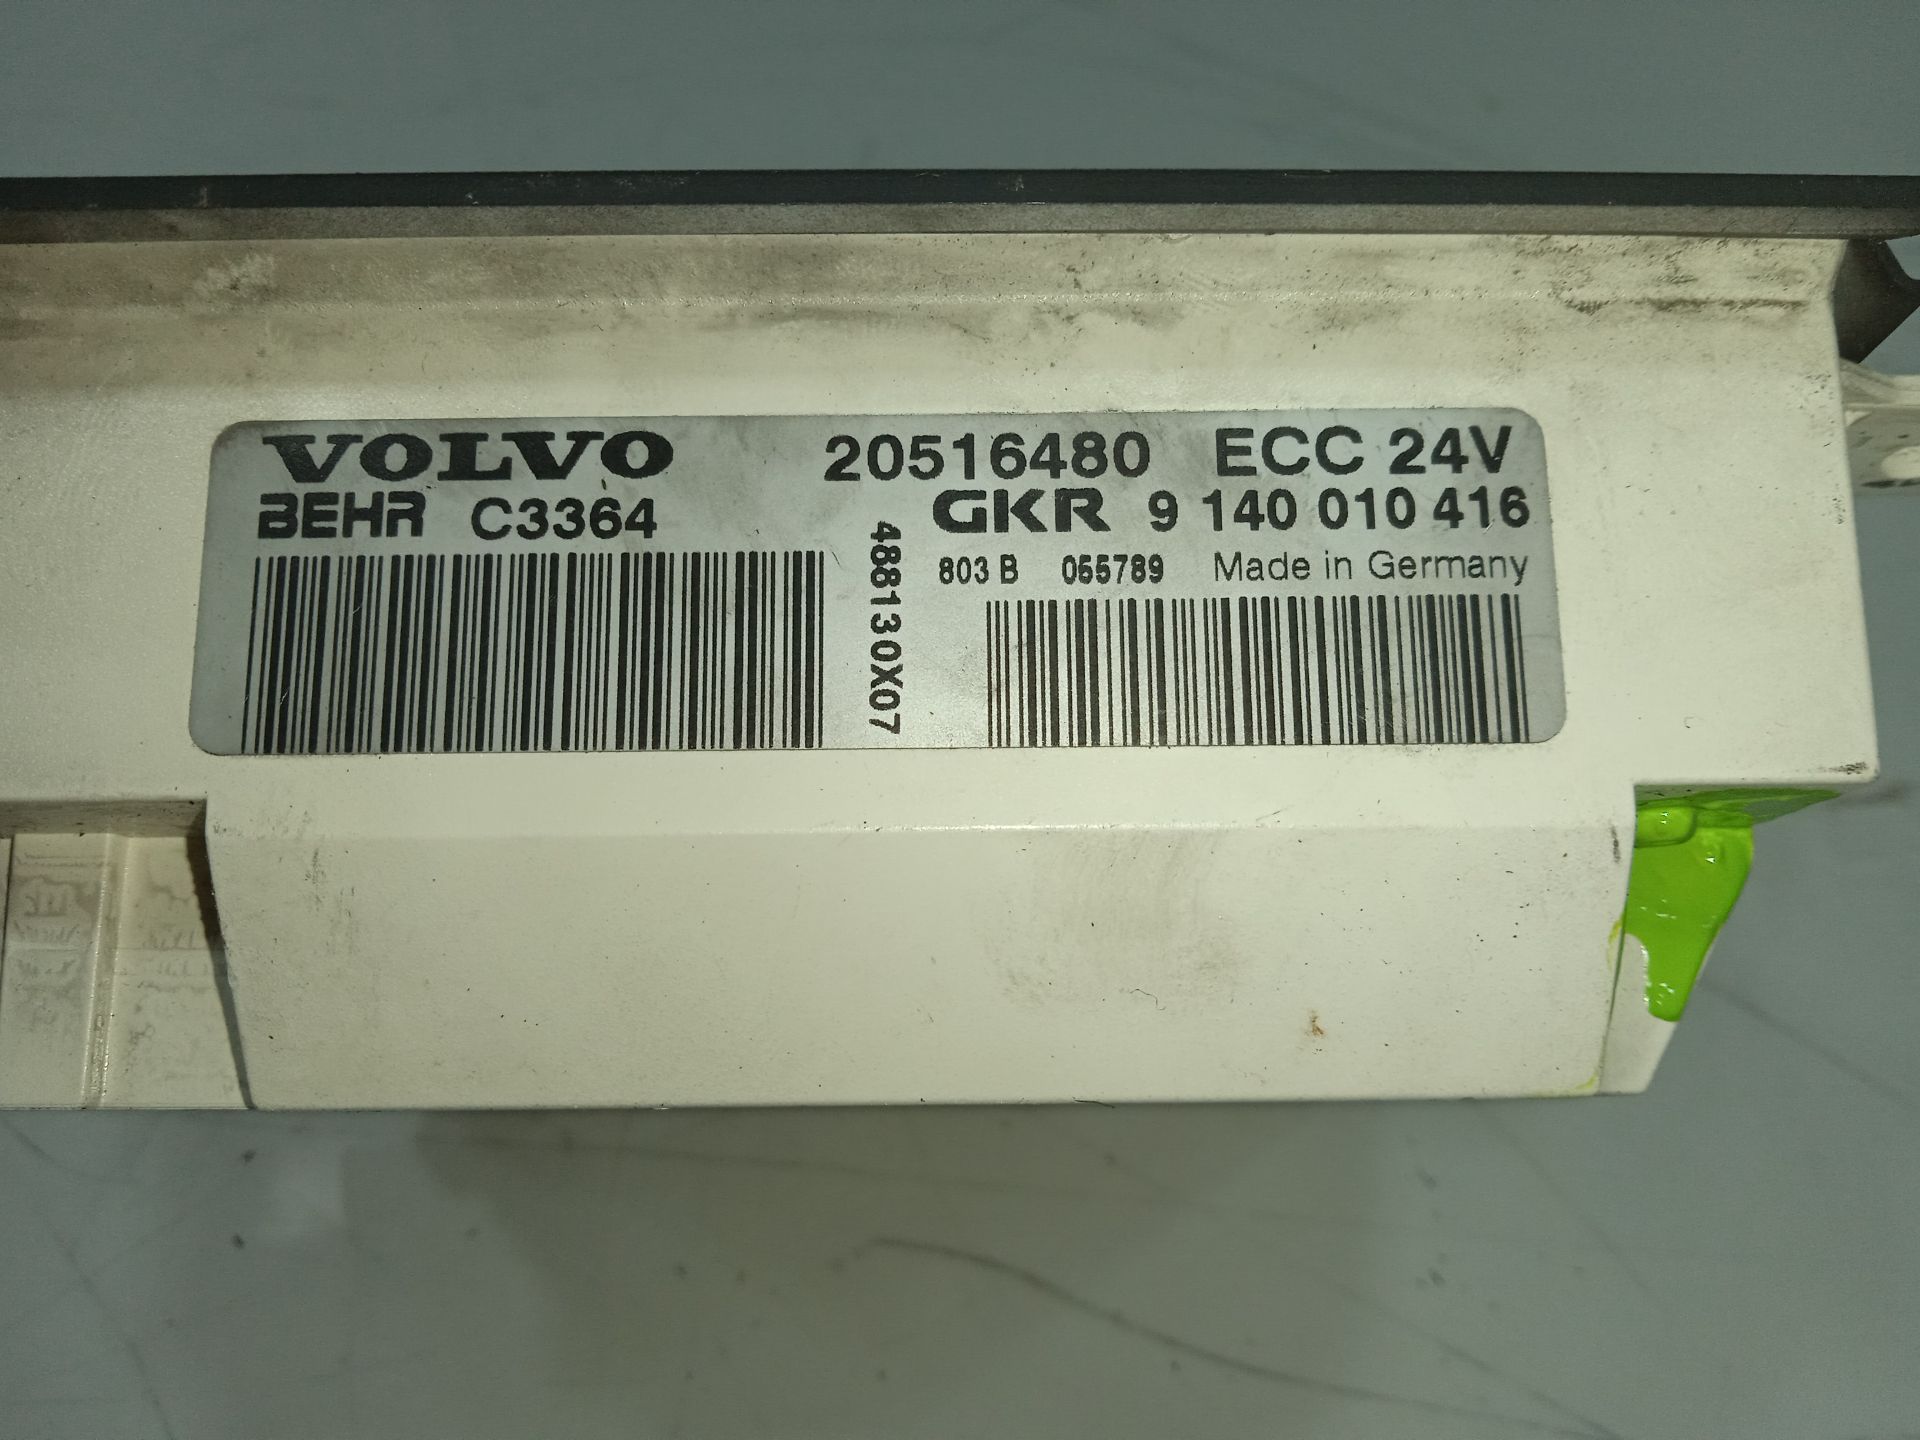 VOLVO 20516480 ECC 24V
BEHR C3364 GKR 9 140 010 416
803 B 055789 Made in Germany
488130X07